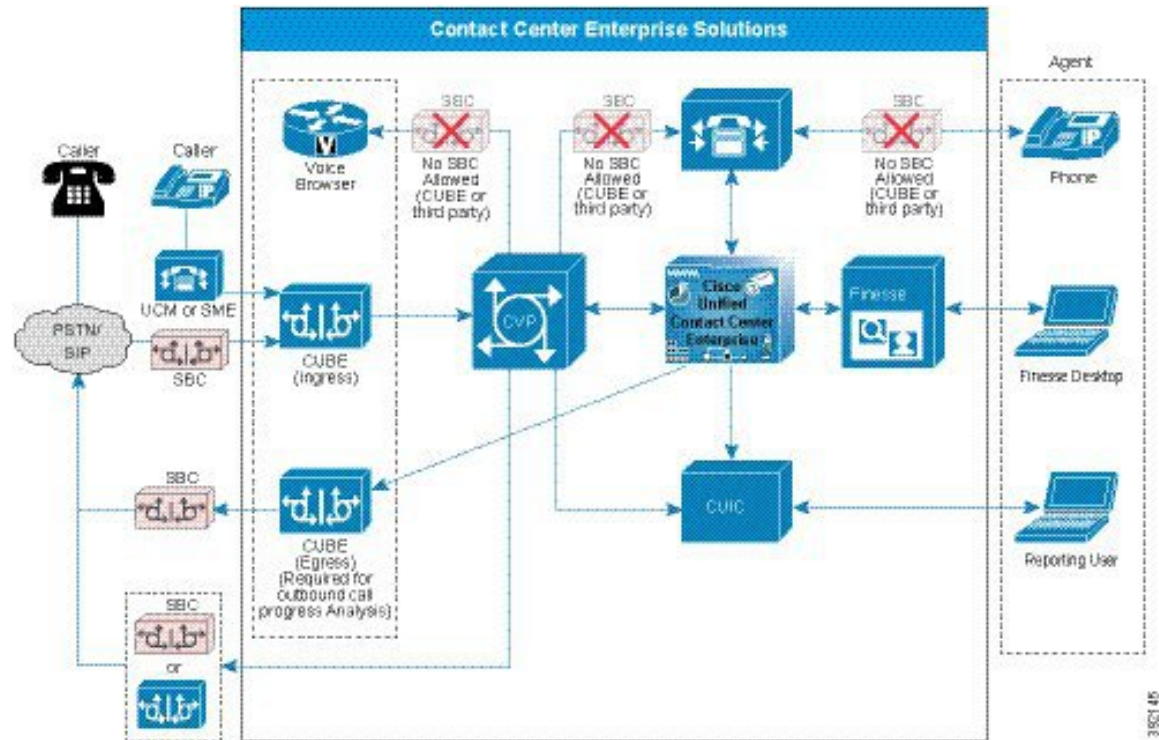 Contact Center Enterprise Solutions
Agent
Caller
Caller
IP
UCM or SME
PSTN/
SIP
SBC
V
Voice
Browser
SBC
No SBC
Allowed
(CUBE or
third party)
SBC
No SBC
Allowed
(CUBE or
third party)
SBC
No SBC
Allowed
(CUBE or
third party)
IP
Phone
CUBE
(Ingress)
CVP
Cisco
Unified
Contact Center
Enterprise
Finesse
Finesse Desktop
SBC
CUBE
(Egress)
(Required for
outbound call
progress Analysis)
CUIC
Reporting User
SBC
or
392145